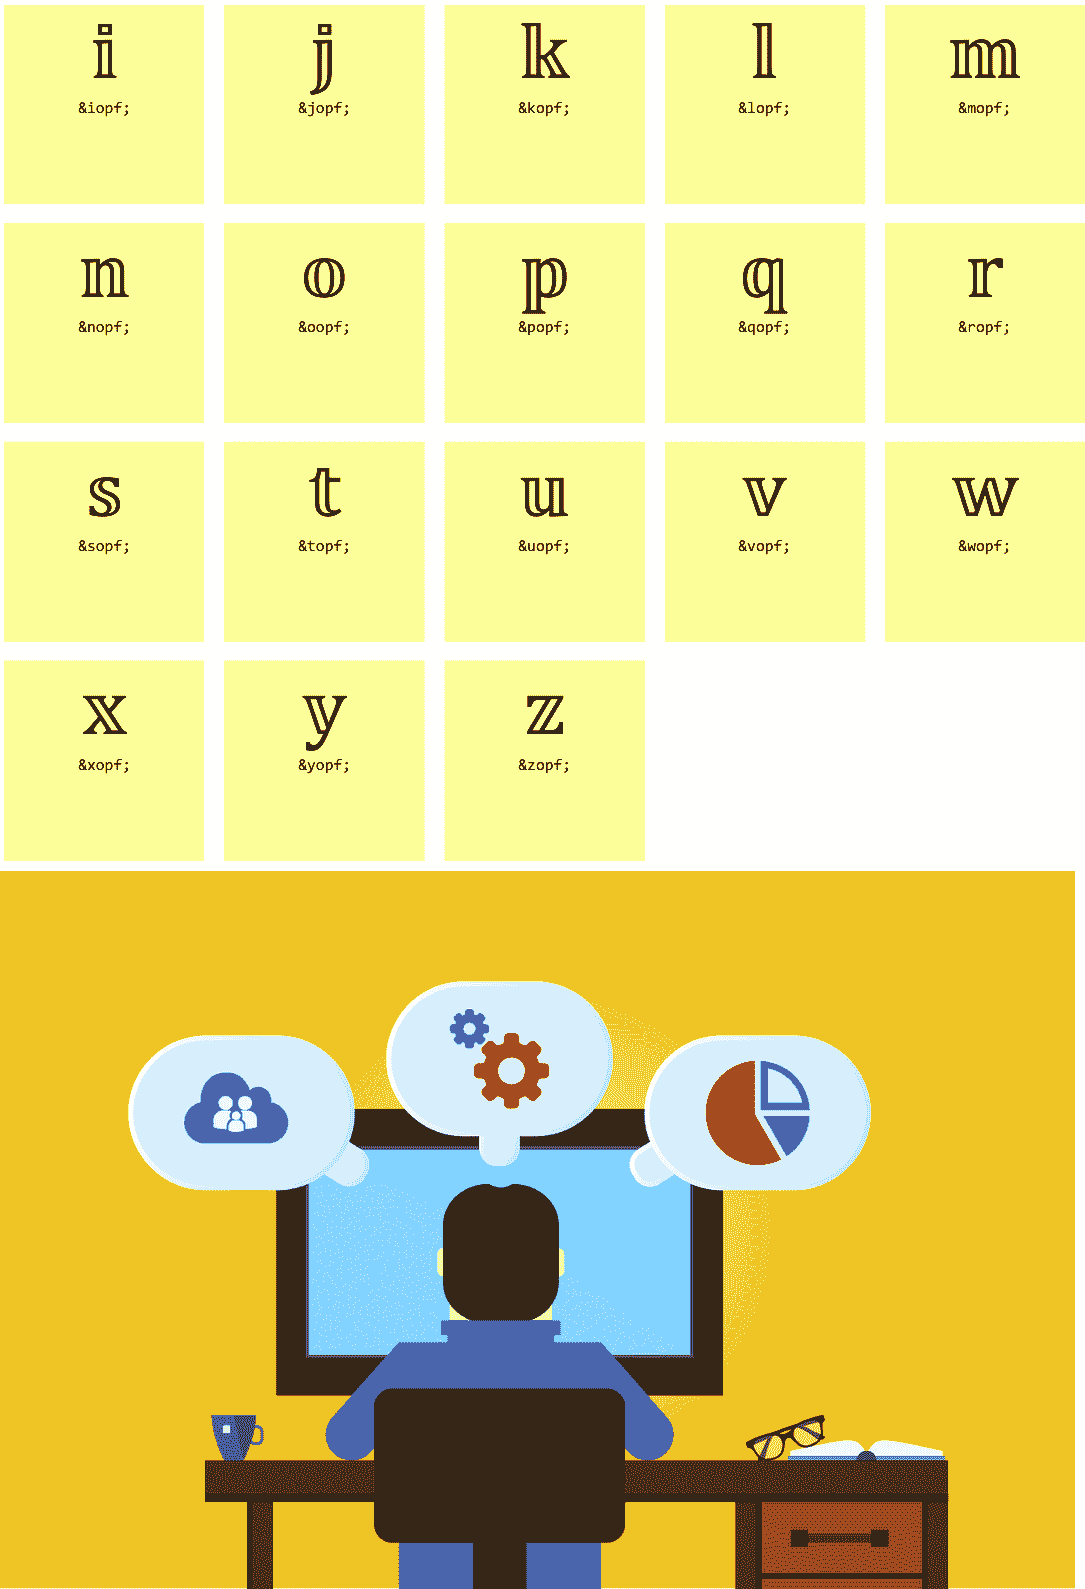 𝕚 𝕛 𝕜 𝕝 𝕞
&iopf; &jopf; &kopf; &lopf; &mopf;
𝕟 𝕠 𝕡 𝕢 𝕣
&nopf; &oopf; &popf; &qopf; &ropf;
𝕤 𝕥 𝕦 𝕧 𝕨
&sopf; &topf; &uopf; &vopf; &wopf;
𝕩 𝕪 𝕫
&xopf; &yopf; &zopf;